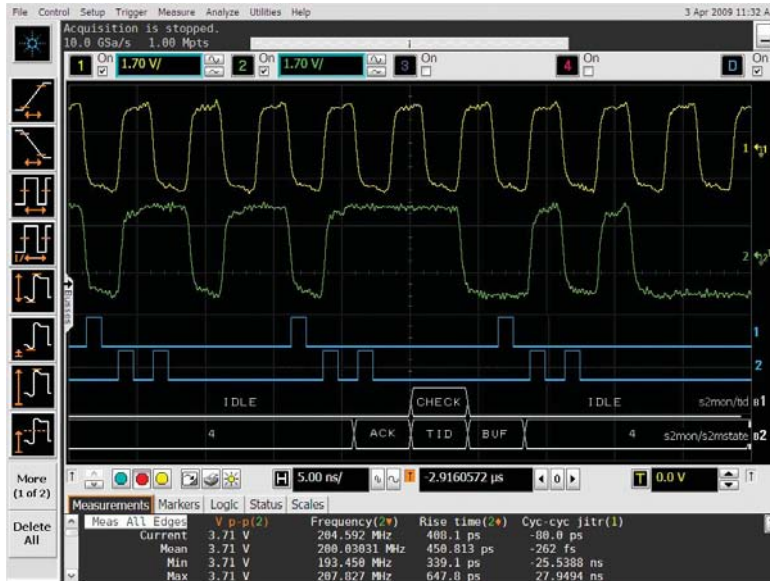 File Control Setup Trigger Measure Analyze Utilities Help 3 Apr 2009 11:32 A
Acquisition is stopped.
10.0 GSa/s 1.00 Mpts
1 On 1.70 V/ 2 On 1.70 V/ 3 On 4 On D On
1
2
Busses
1
2
IDLE CHECK IDLE s2mon/tid B1
4 ACK TID BUF 4 s2mon/s2mstate B2
More
(1 of 2)
Delete
All
H 5.00 ns/ T -2.9160572 µs 0 T 0.0 V
Measurements Markers Logic Status Scales
Meas All Edges V p-p(2) Frequency(2▼) Rise time(2♦) Cyc-cyc jitr(1)
Current 3.71 V 204.592 MHz 408.1 ps -80.0 ps
Mean 3.71 V 200.03031 MHz 450.813 ps -262 fs
Min 3.71 V 193.450 MHz 339.1 ps -25.5388 ns
Max 3.71 V 207.827 MHz 647.8 ps 27.9494 ns